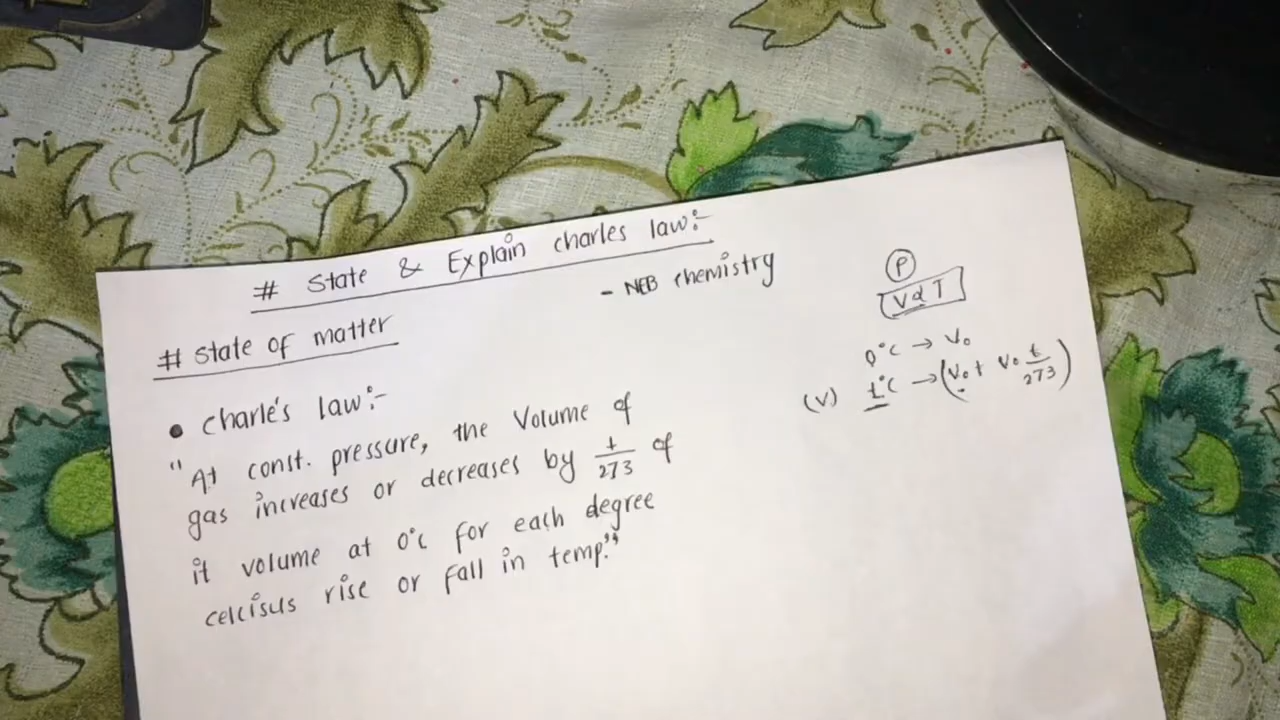 # State & Explain charles law:-
- NEB chemistry
# State of matter
• Charle's law:-
"At const. pressure, the Volume of
gas increases or decreases by t/273 of
it volume at 0°C for each degree
celcisus rise or fall in temp."
P
V α T
0°C → V₀
(V) t°C → (V₀ + V₀ t/273)